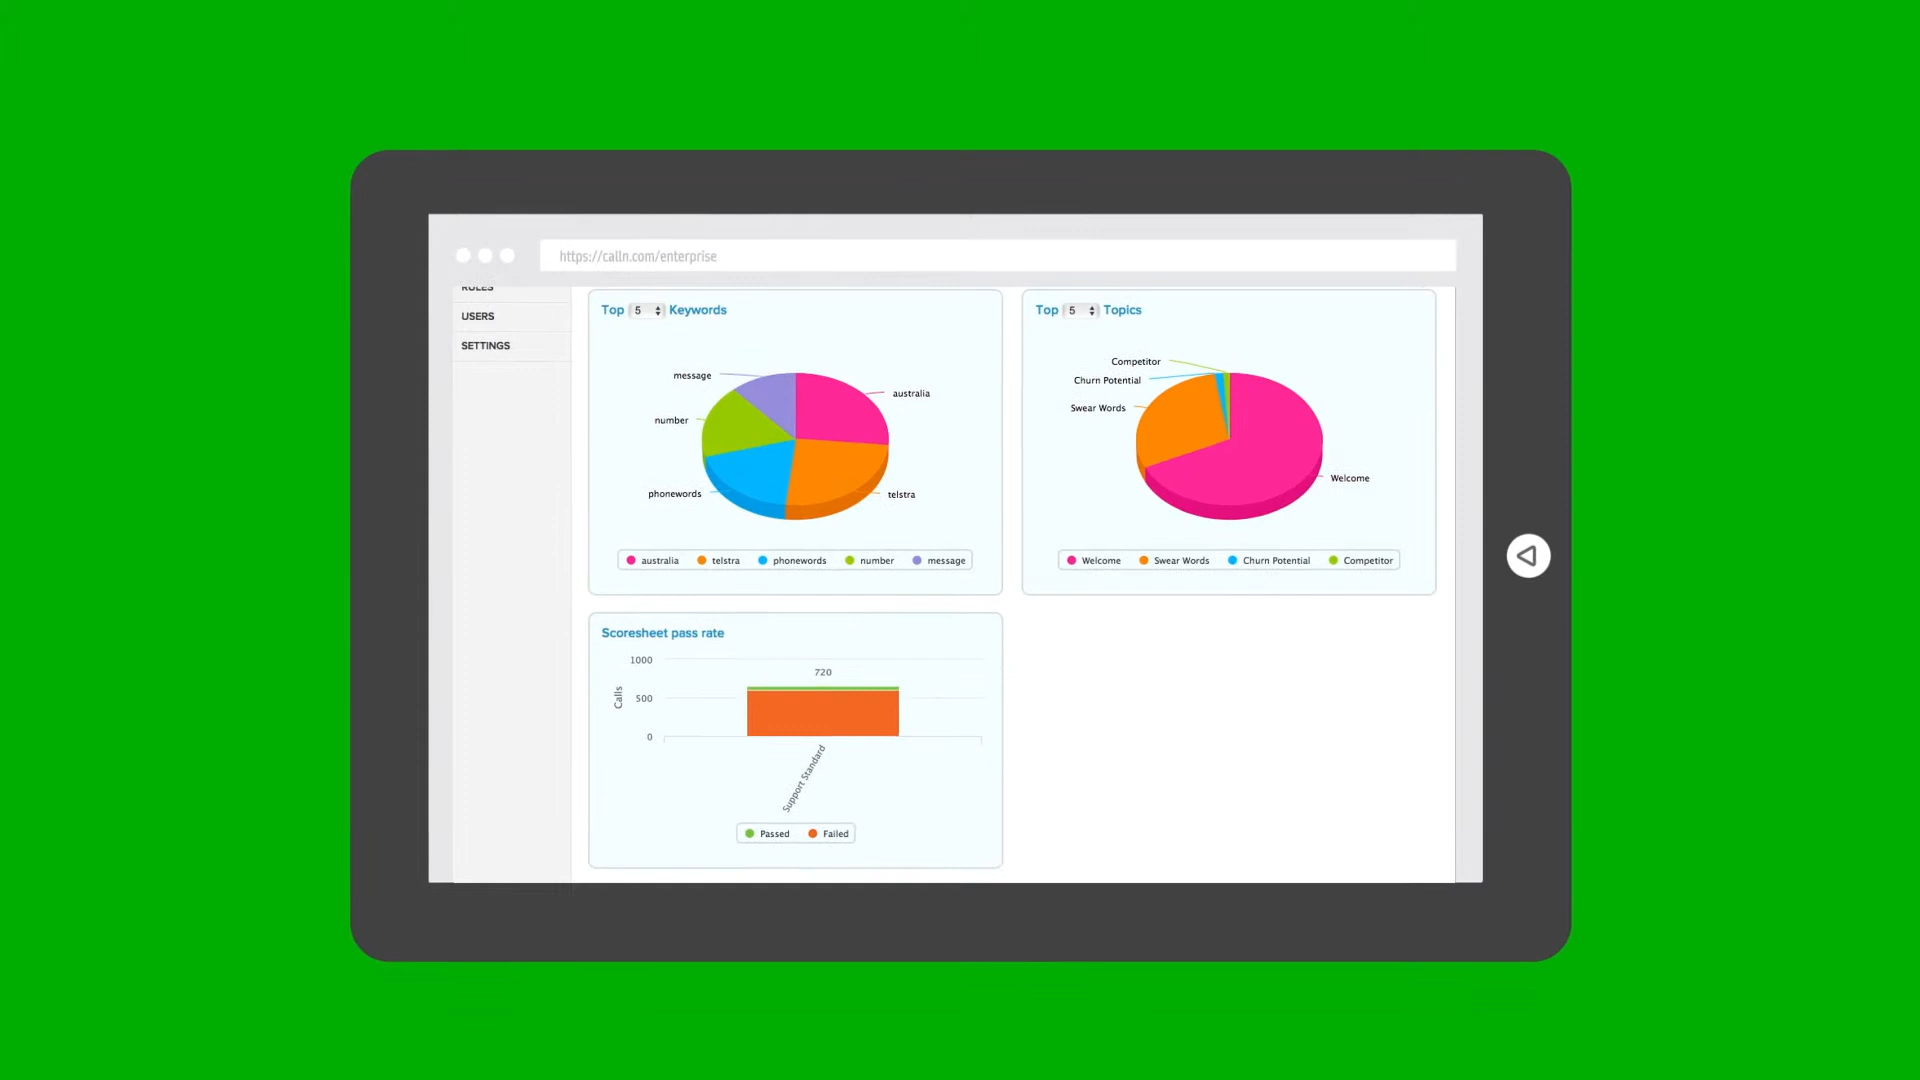 https://calln.com/enterprise
RULES
USERS
SETTINGS
Top 5 Keywords
message
australia
number
phonewords
telstra
australia telstra phonewords number message
Top 5 Topics
Competitor
Churn Potential
Swear Words
Welcome
Welcome Swear Words Churn Potential Competitor
Scoresheet pass rate
1000
720
Calls
500
0
Support Standard
Passed Failed